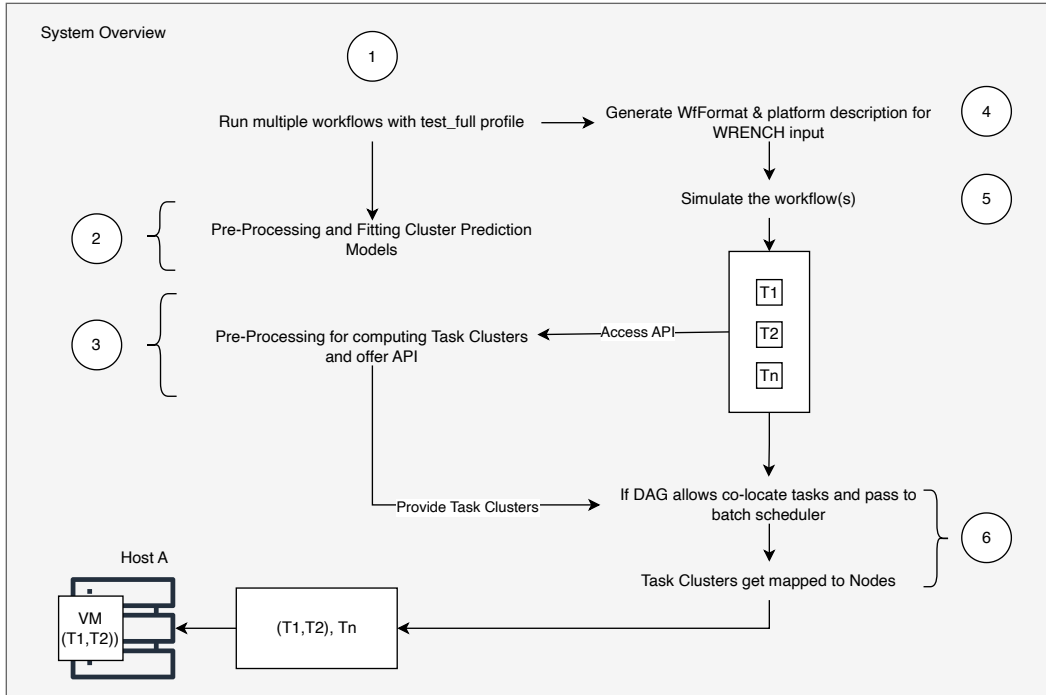 System Overview
1
Run multiple workflows with test_full profile
Generate WfFormat & platform description for
WRENCH input
4
Simulate the workflow(s)
5
2
Pre-Processing and Fitting Cluster Prediction
Models
T1
T2
Tn
3
Pre-Processing for computing Task Clusters
and offer API
Access API
Provide Task Clusters
If DAG allows co-locate tasks and pass to
batch scheduler
6
Task Clusters get mapped to Nodes
Host A
VM
(T1,T2))
(T1,T2), Tn